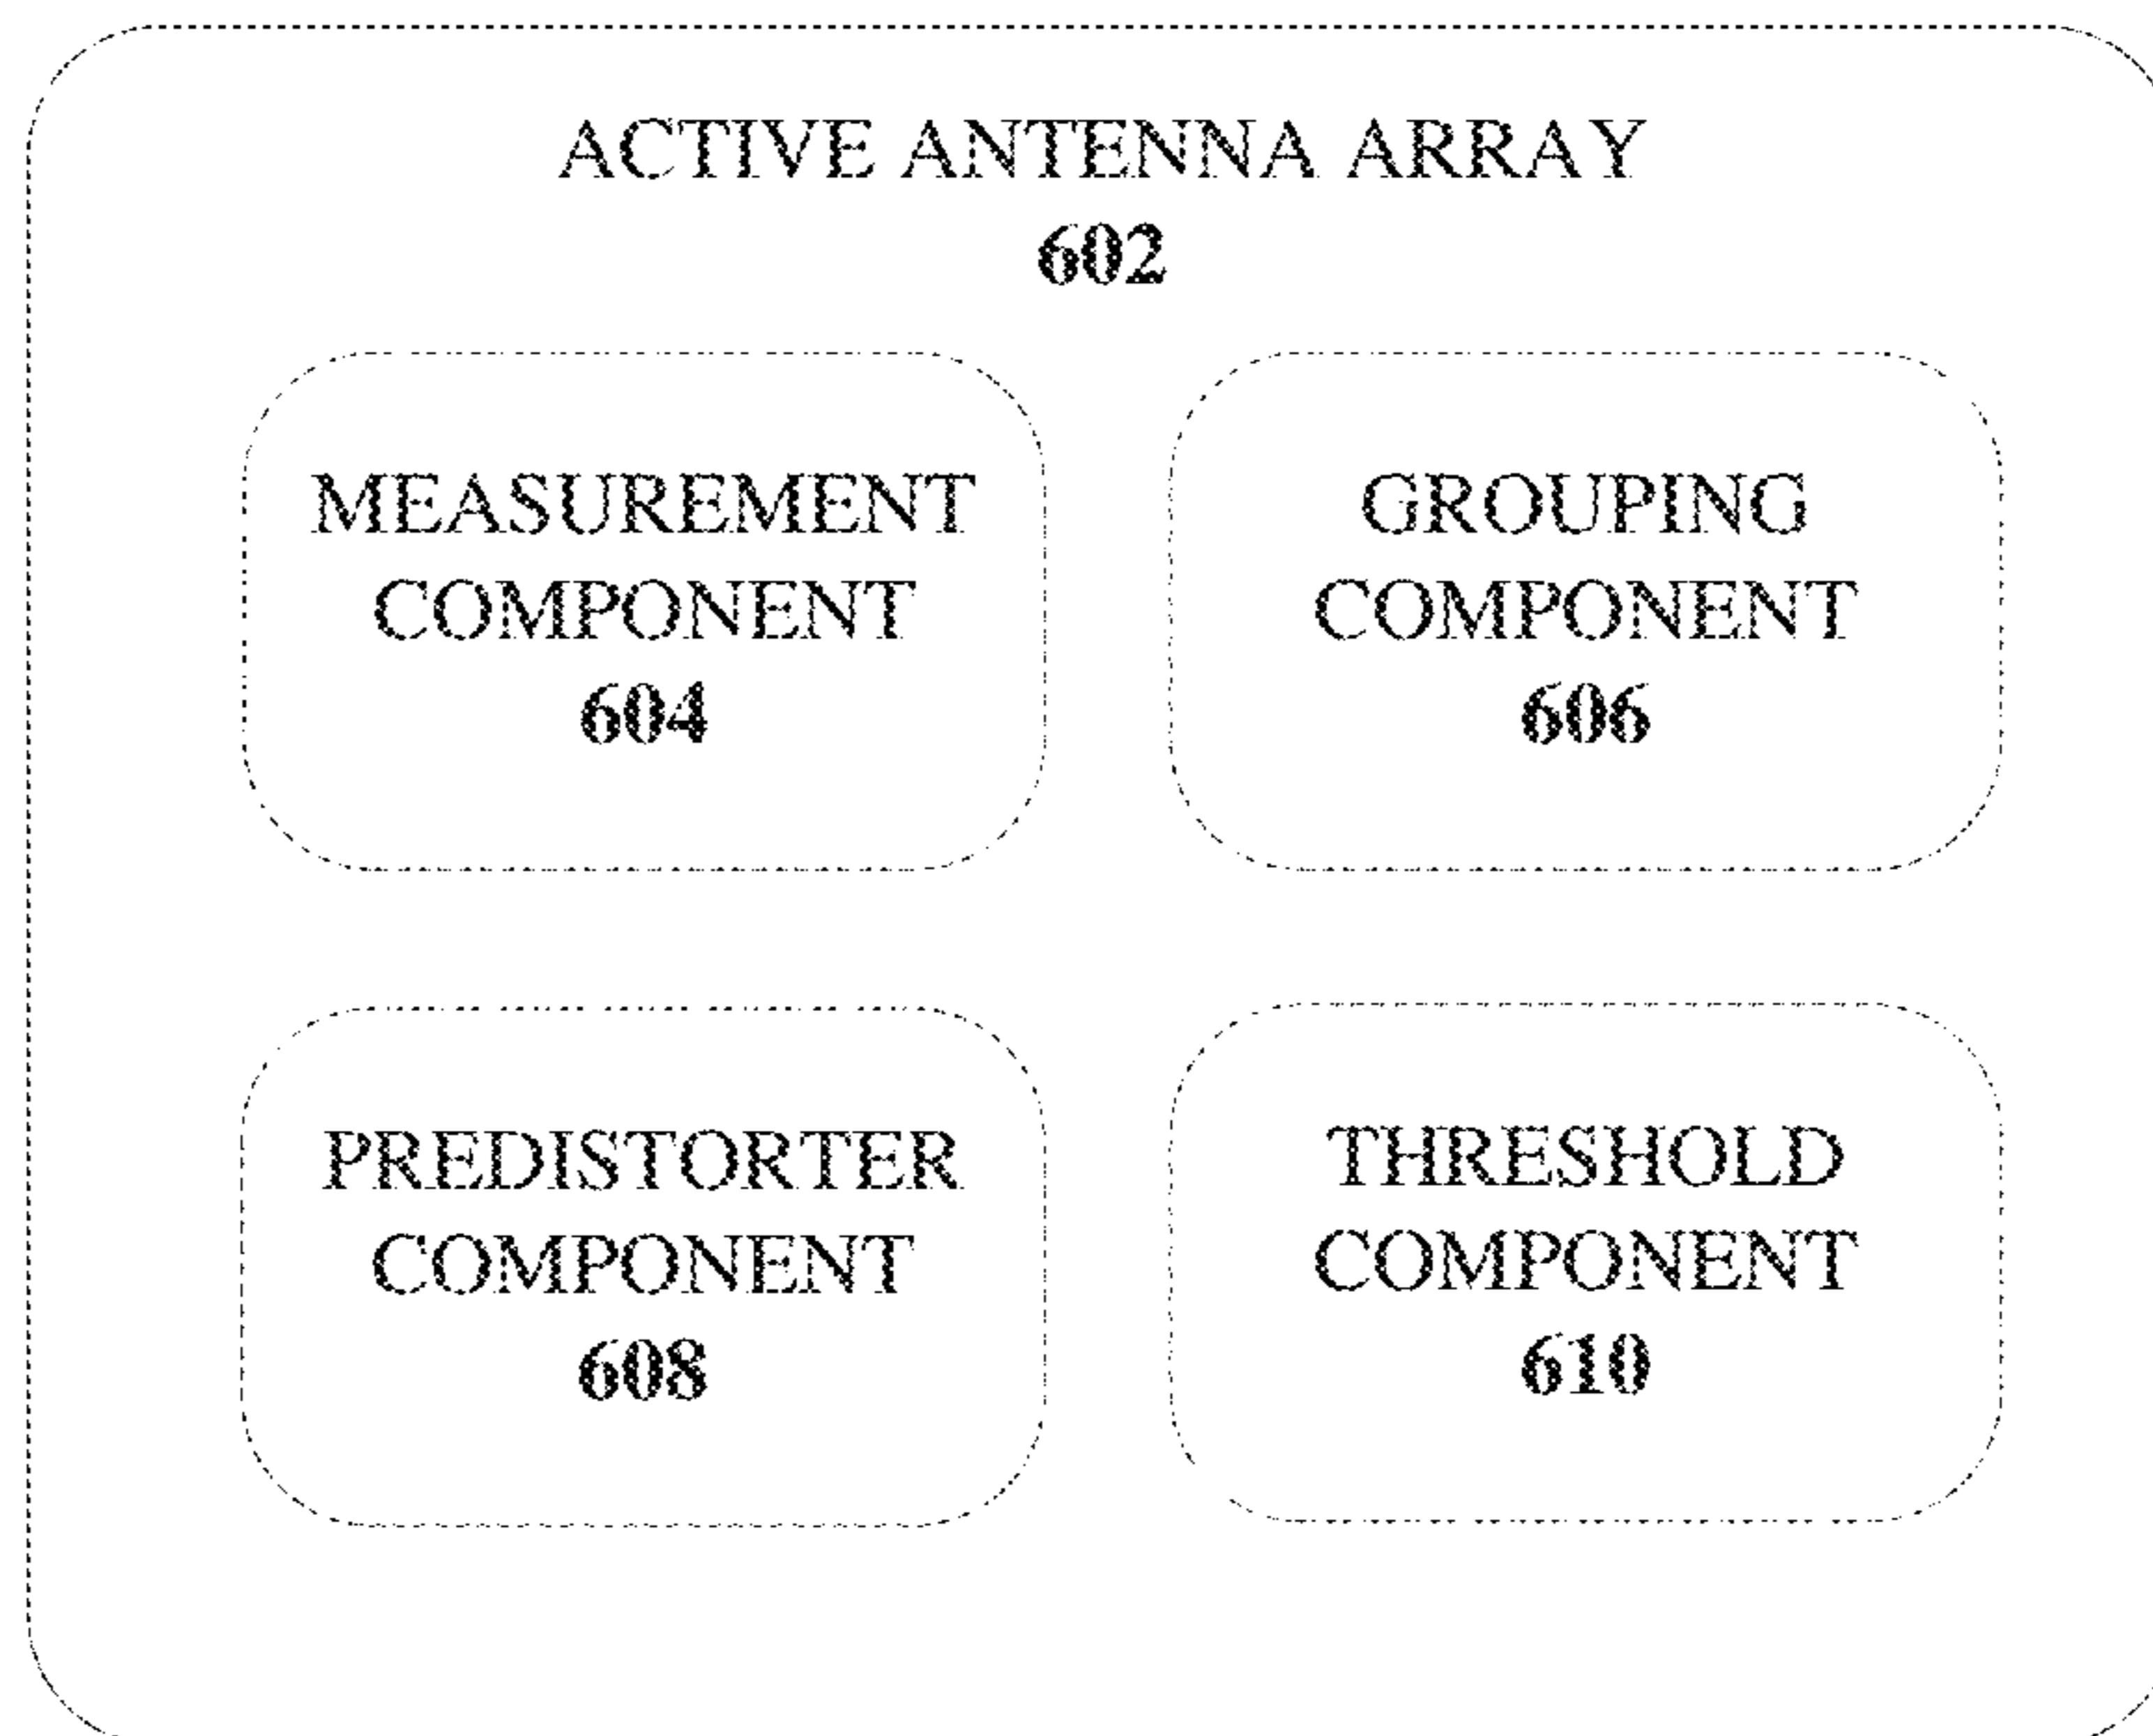 ACTIVE ANTENNA ARRAY
602
MEASUREMENT
COMPONENT
604
GROUPING
COMPONENT
606
PREDISTORTER
COMPONENT
608
THRESHOLD
COMPONENT
610